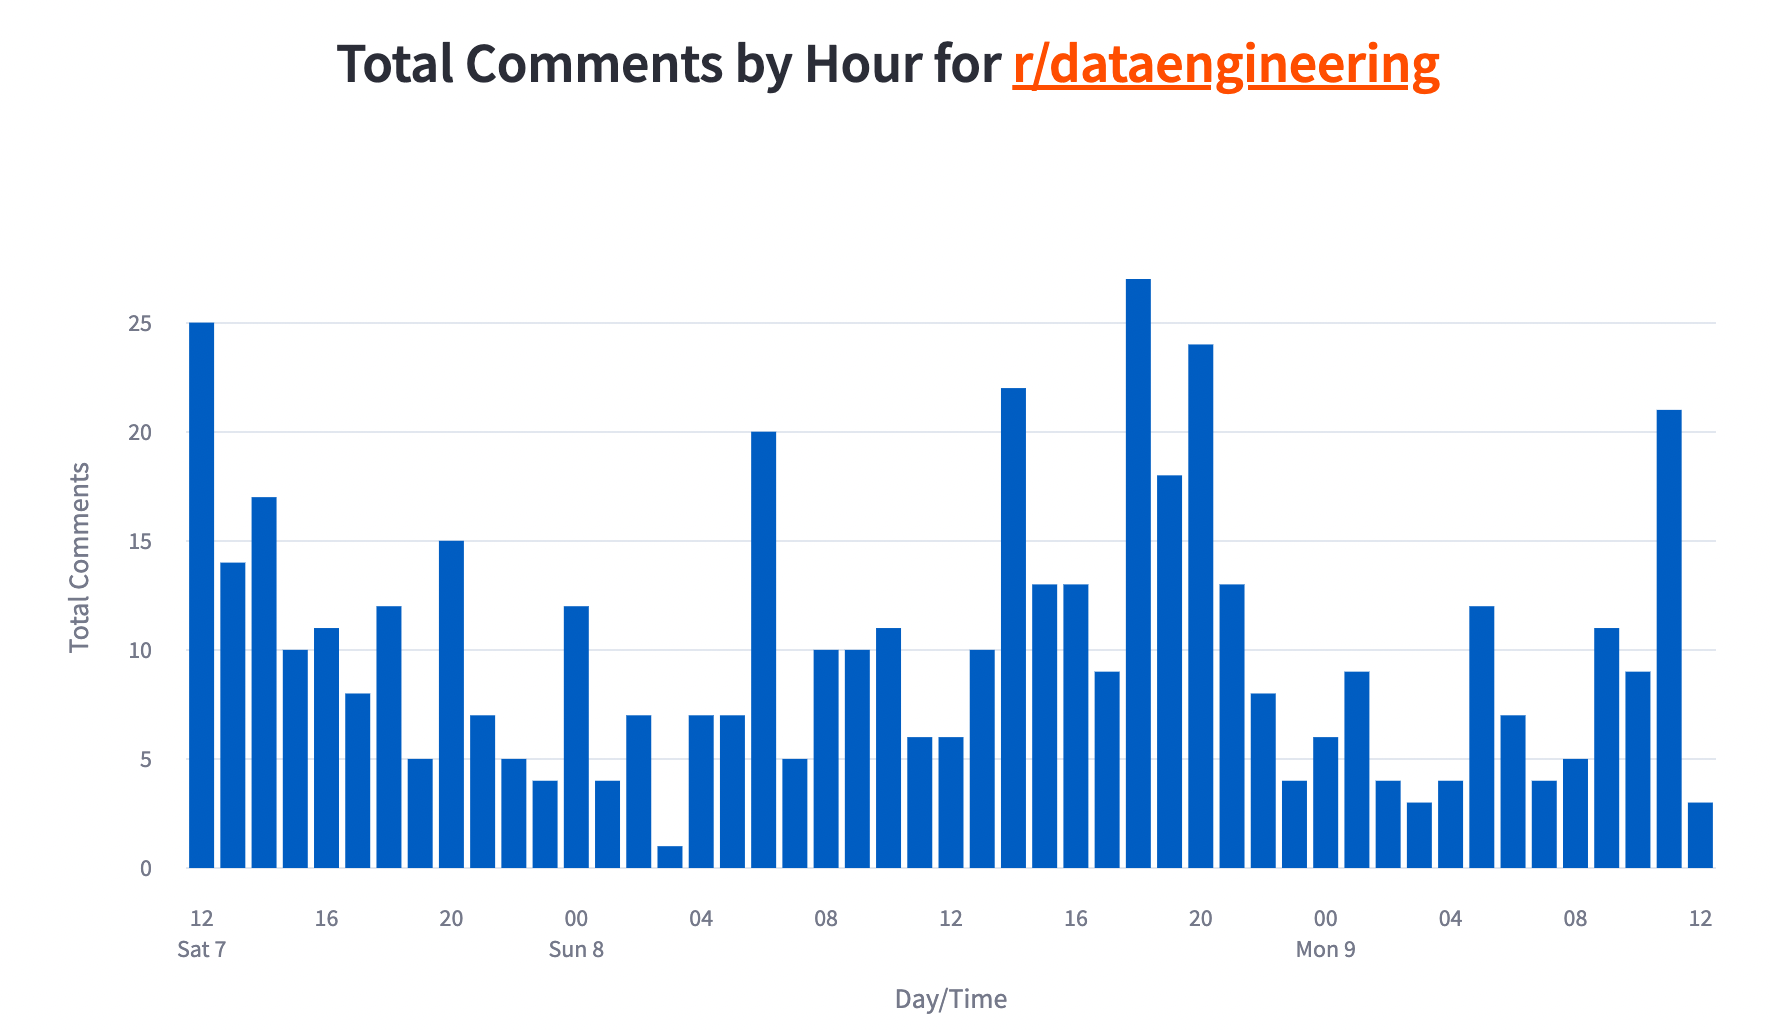 Total Comments by Hour for r/dataengineering
25
20
15
10
5
0
Total Comments
12 16 20 00 04 08 12 16 20 00 04 08 12
Sat 7 Sun 8 Mon 9
Day/Time